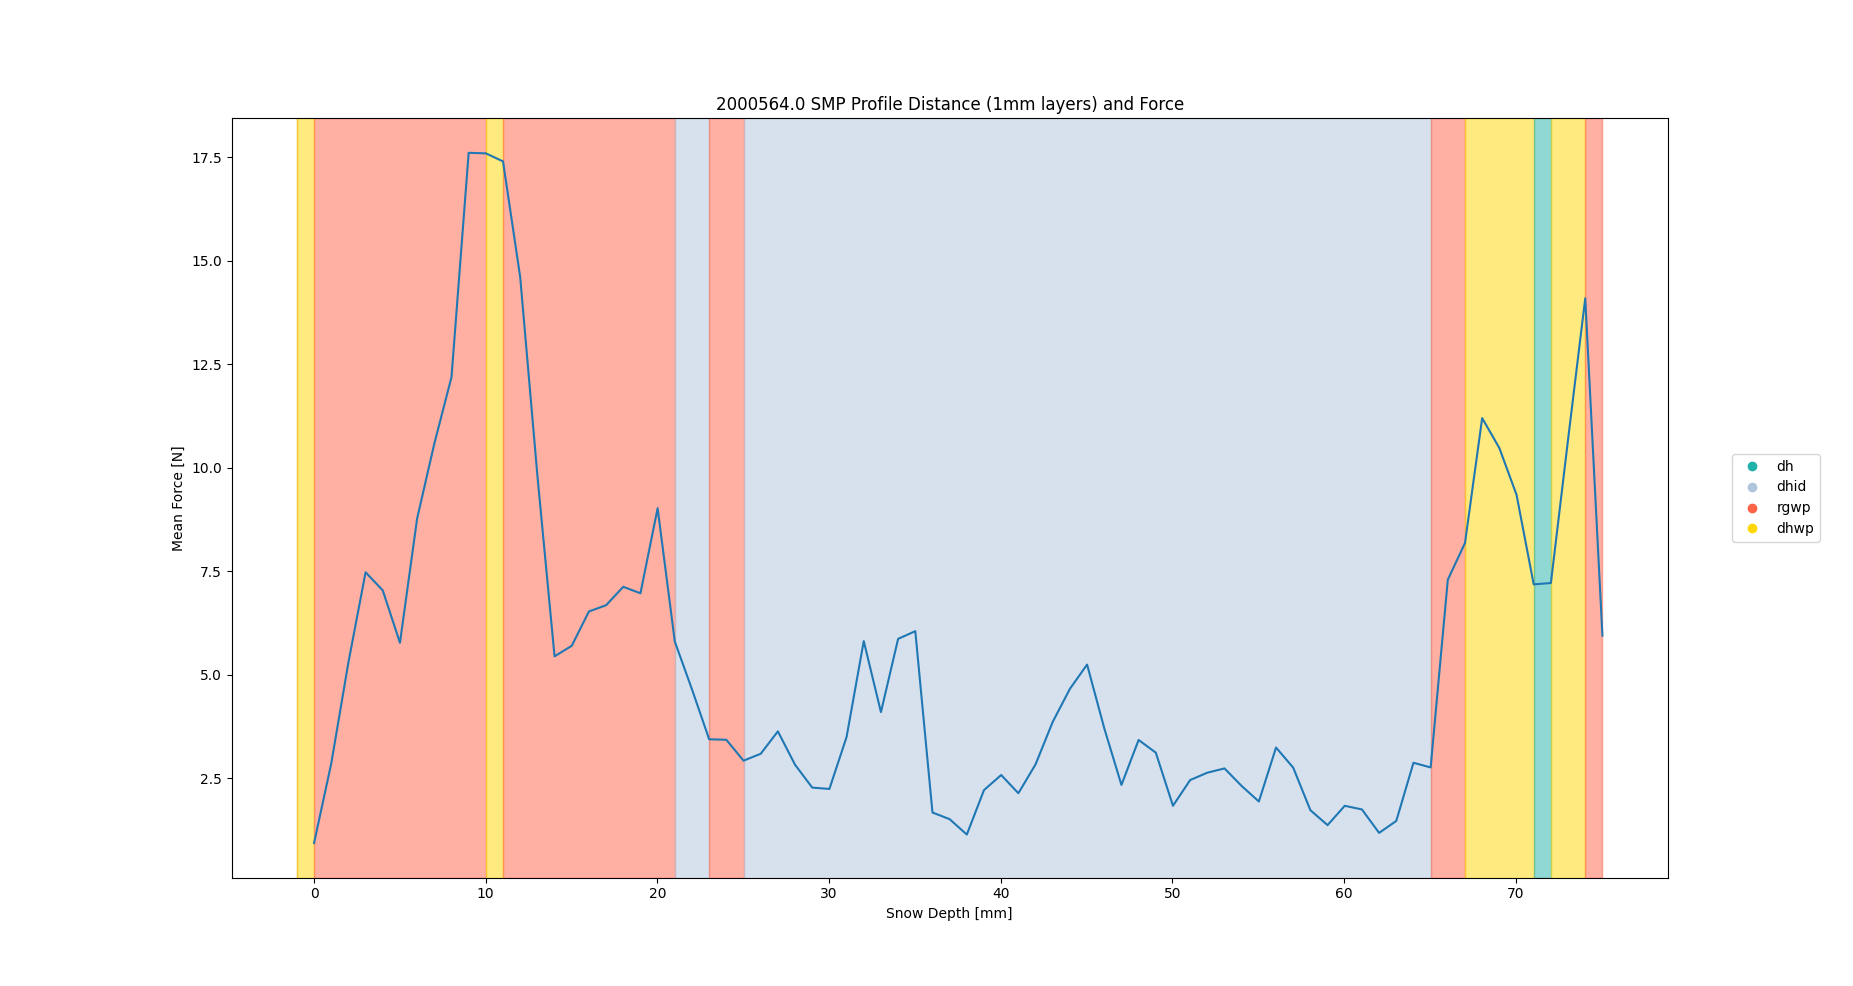 2000564.0 SMP Profile Distance (1mm layers) and Force
Mean Force [N]
17.5
15.0
12.5
10.0
7.5
5.0
2.5
0 10 20 30 40 50 60 70
Snow Depth [mm]
dh
dhid
rgwp
dhwp